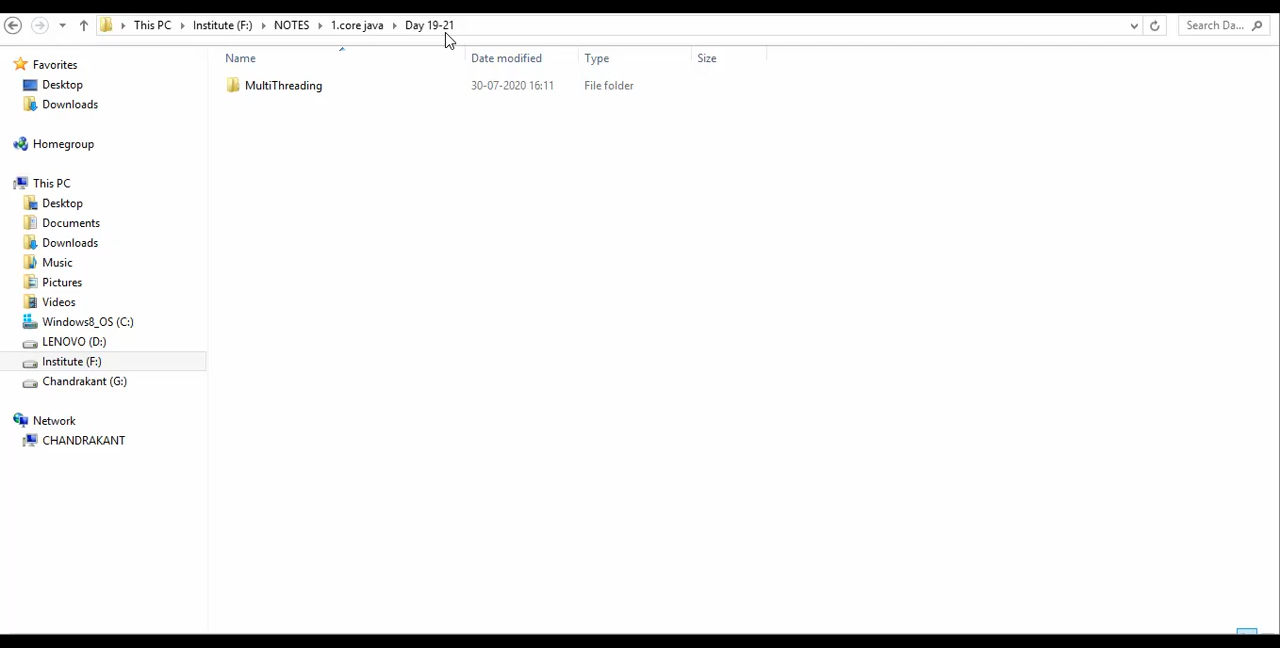 This PC Institute (F:) NOTES 1.core java Day 19-21 Search Da...
Name Date modified Type Size
MultiThreading 30-07-2020 16:11 File folder
Favorites
Desktop
Downloads
Homegroup
This PC
Desktop
Documents
Downloads
Music
Pictures
Videos
Windows8_OS (C:)
LENOVO (D:)
Institute (F:)
Chandrakant (G:)
Network
CHANDRAKANT